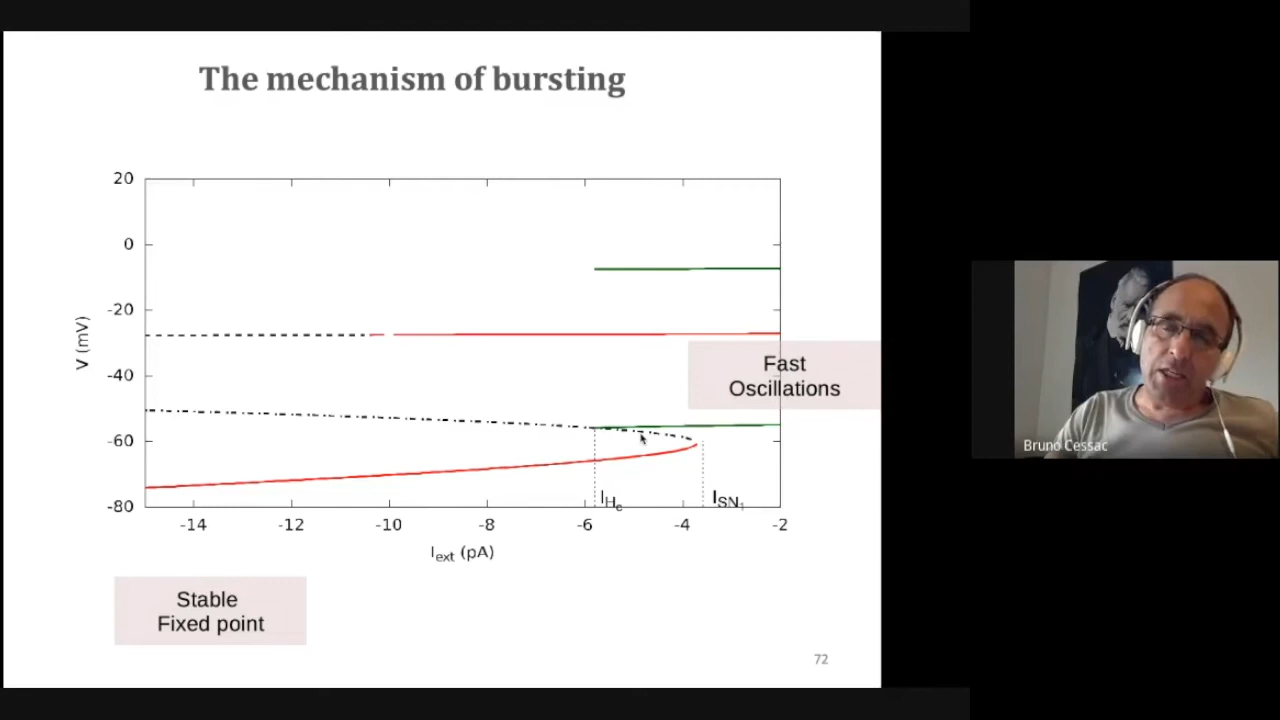 The mechanism of bursting
20
0
-20
-40
-60
-80
V (mV)
-14 -12 -10 -8 -6 -4 -2
I_ext (pA)
I_Hc
I_SN1
Fast
Oscillations
Stable
Fixed point
72
Bruno Cessac